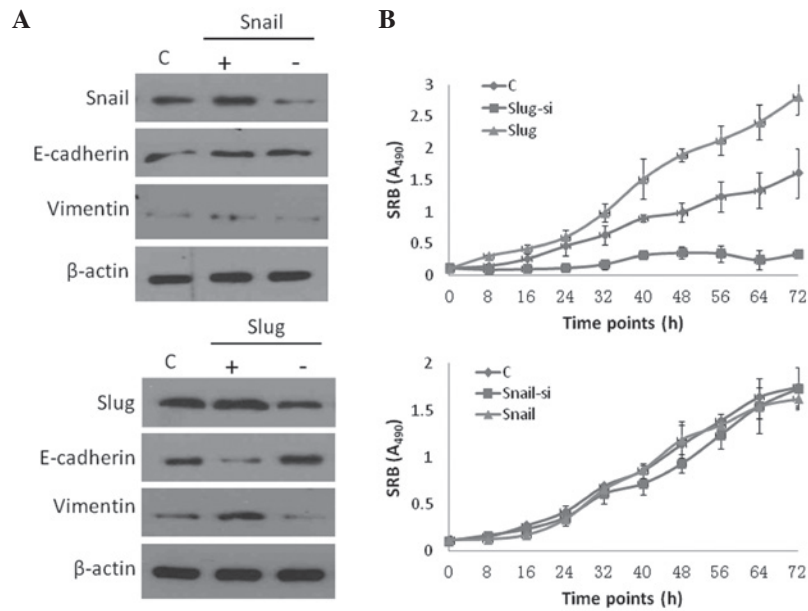 A
Snail
C + -
Snail
E-cadherin
Vimentin
β-actin
Slug
C + -
Slug
E-cadherin
Vimentin
β-actin
B
3
2.5
2
1.5
1
0.5
0
SRB (A490)
C
Slug-si
Slug
0 8 16 24 32 40 48 56 64 72
Time points (h)
2
1.5
1
0.5
0
SRB (A490)
C
Snail-si
Snail
0 8 16 24 32 40 48 56 64 72
Time points (h)